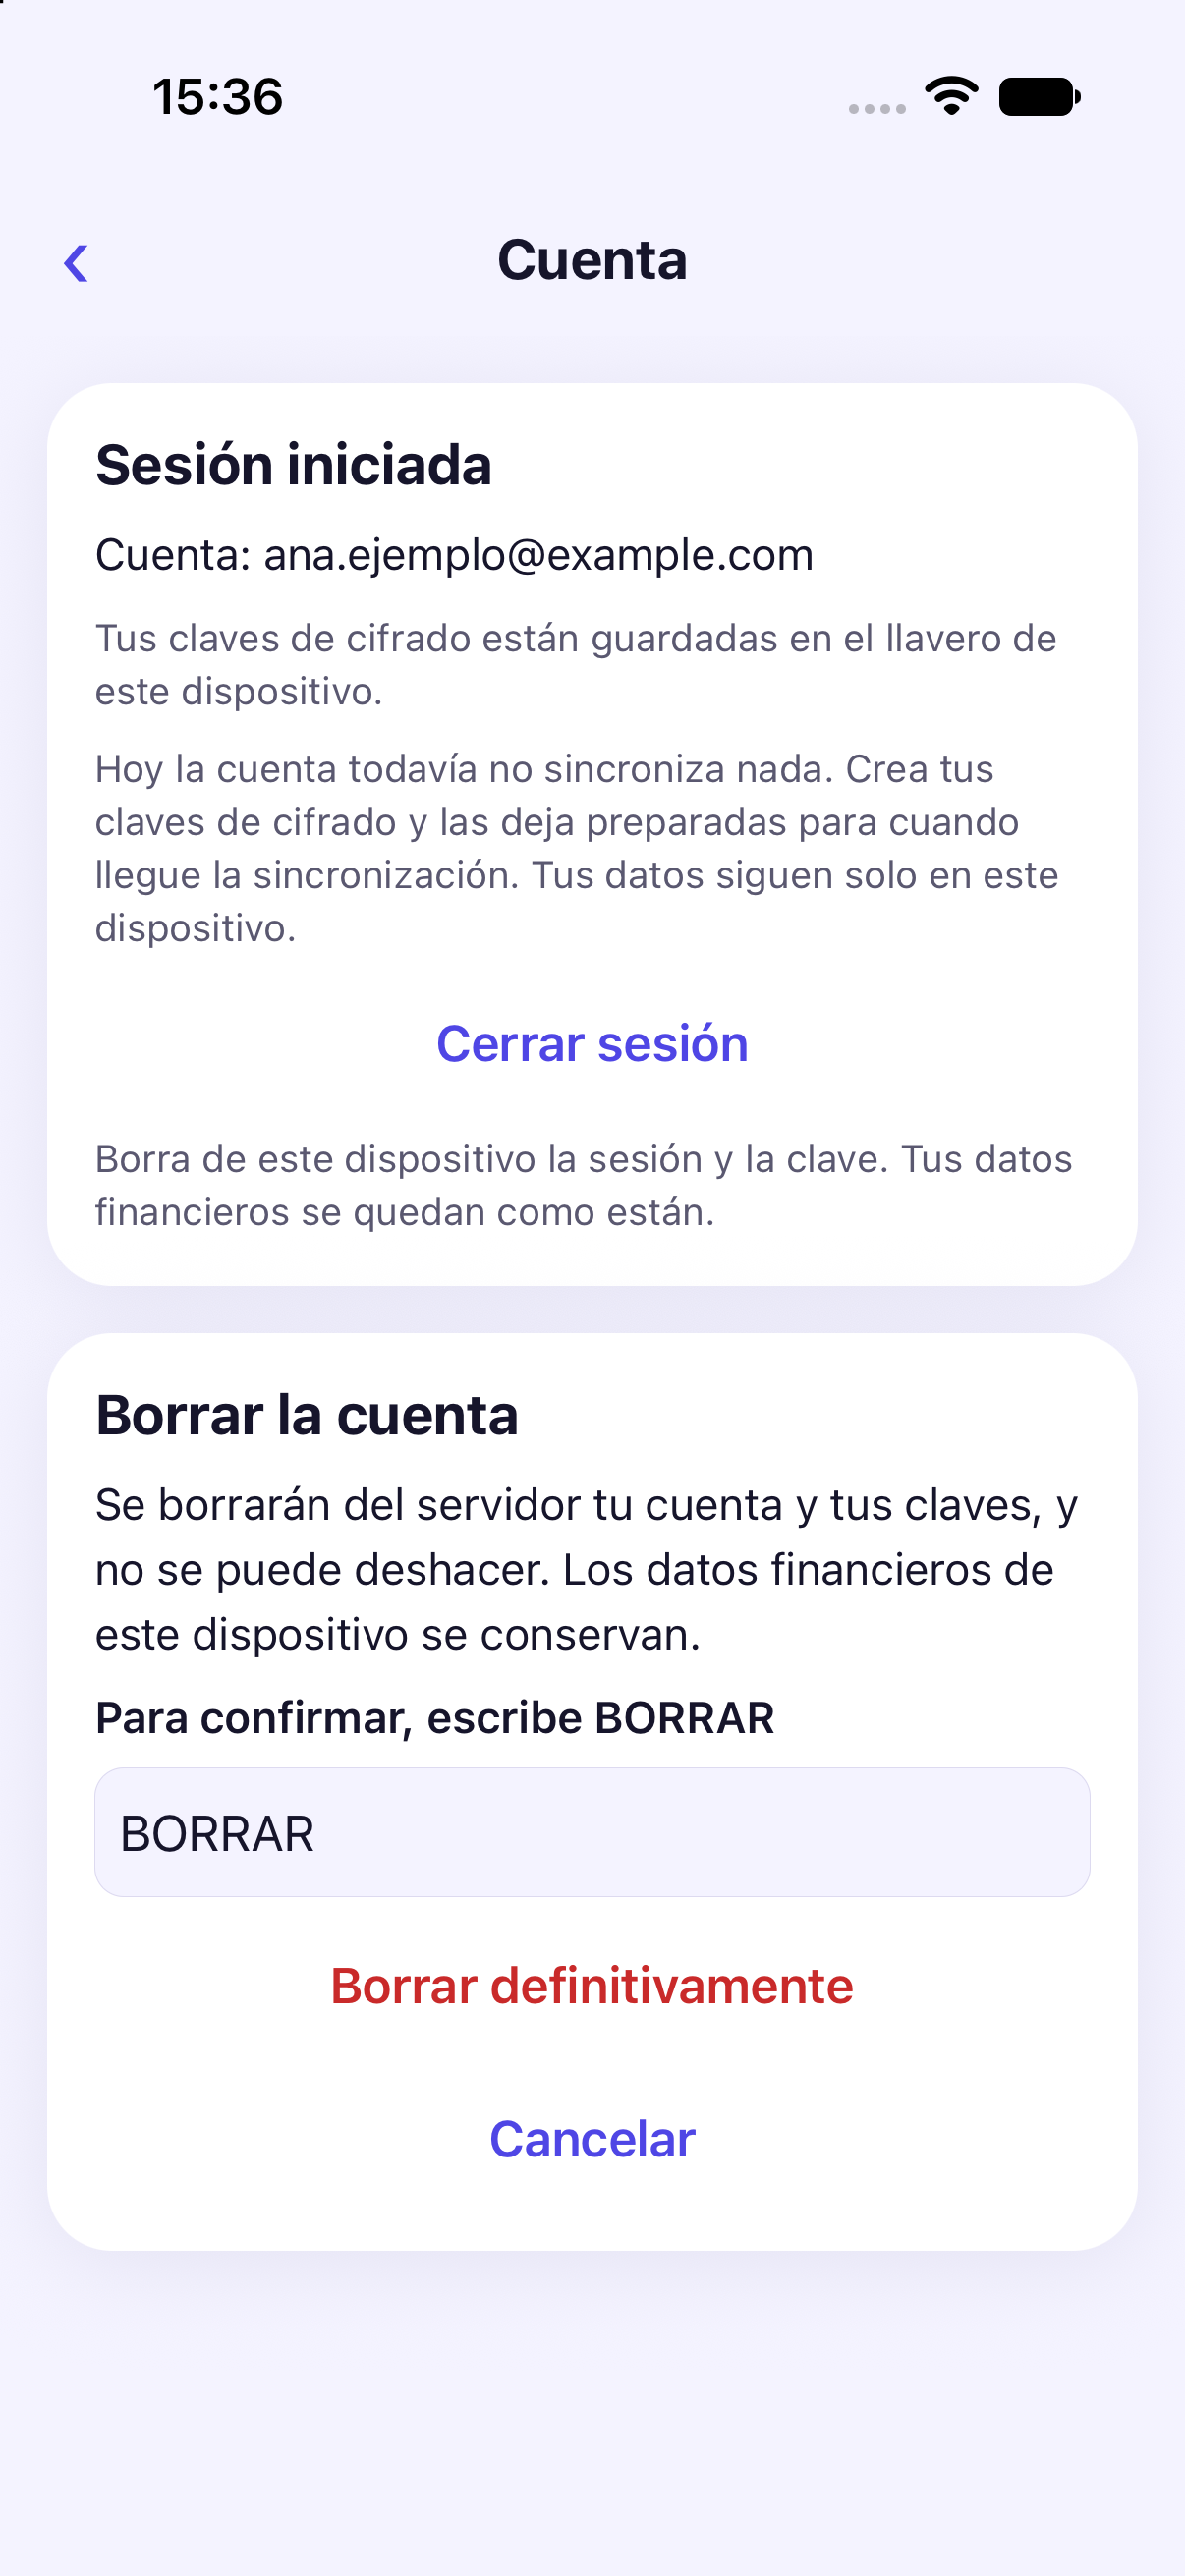 15:36
Cuenta
Sesión iniciada
Cuenta: ana.ejemplo@example.com
Tus claves de cifrado están guardadas en el llavero de
este dispositivo.
Hoy la cuenta todavía no sincroniza nada. Crea tus
claves de cifrado y las deja preparadas para cuando
llegue la sincronización. Tus datos siguen solo en este
dispositivo.
Cerrar sesión
Borra de este dispositivo la sesión y la clave. Tus datos
financieros se quedan como están.
Borrar la cuenta
Se borrarán del servidor tu cuenta y tus claves, y
no se puede deshacer. Los datos financieros de
este dispositivo se conservan.
Para confirmar, escribe BORRAR
BORRAR
Borrar definitivamente
Cancelar